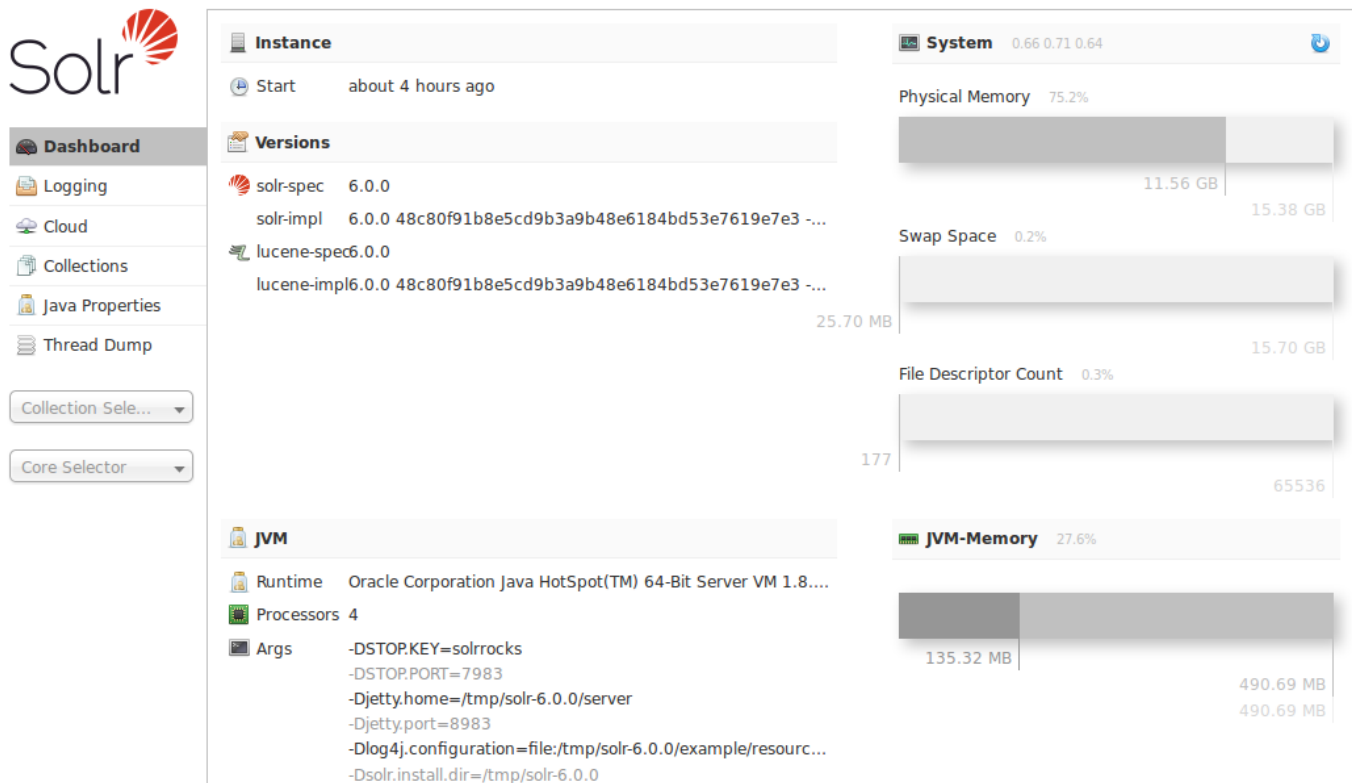 Solr
Dashboard
Logging
Cloud
Collections
Java Properties
Thread Dump
Collection Sele...
Core Selector
Instance
Start about 4 hours ago
Versions
solr-spec 6.0.0
solr-impl 6.0.0 48c80f91b8e5cd9b3a9b48e6184bd53e7619e7e3 -...
lucene-spec6.0.0
lucene-impl6.0.0 48c80f91b8e5cd9b3a9b48e6184bd53e7619e7e3 -...
JVM
Runtime Oracle Corporation Java HotSpot(TM) 64-Bit Server VM 1.8....
Processors 4
Args -DSTOP.KEY=solrrocks
-DSTOP.PORT=7983
-Djetty.home=/tmp/solr-6.0.0/server
-Djetty.port=8983
-Dlog4j.configuration=file:/tmp/solr-6.0.0/example/resourc...
-Dsolr.install.dir=/tmp/solr-6.0.0
System 0.66 0.71 0.64
Physical Memory 75.2%
11.56 GB
15.38 GB
Swap Space 0.2%
25.70 MB
15.70 GB
File Descriptor Count 0.3%
177
65536
JVM-Memory 27.6%
135.32 MB
490.69 MB
490.69 MB